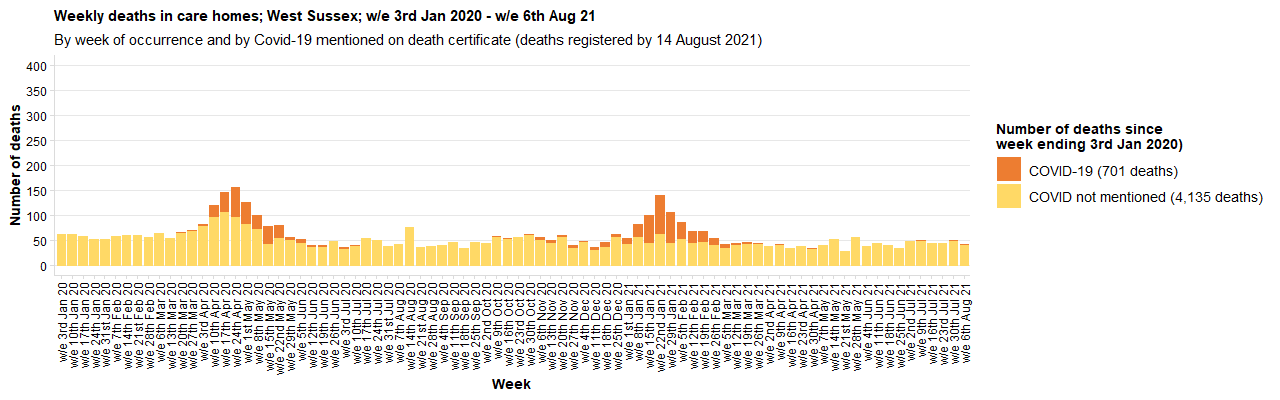 Weekly deaths in care homes; West Sussex; w/e 3rd Jan 2020 - w/e 6th Aug 21
By week of occurrence and by Covid-19 mentioned on death certificate (deaths registered by 14 August 2021)
Number of deaths
400
350
300
250
200
150
100
50
0
w/e 3rd Jan 20
w/e 10th Jan 20
w/e 17th Jan 20
w/e 24th Jan 20
w/e 31st Jan 20
w/e 7th Feb 20
w/e 14th Feb 20
w/e 21st Feb 20
w/e 28th Feb 20
w/e 6th Mar 20
w/e 13th Mar 20
w/e 20th Mar 20
w/e 27th Mar 20
w/e 3rd Apr 20
w/e 10th Apr 20
w/e 17th Apr 20
w/e 24th Apr 20
w/e 1st May 20
w/e 8th May 20
w/e 15th May 20
w/e 22nd May 20
w/e 29th May 20
w/e 5th Jun 20
w/e 12th Jun 20
w/e 19th Jun 20
w/e 26th Jun 20
w/e 3rd Jul 20
w/e 10th Jul 20
w/e 17th Jul 20
w/e 24th Jul 20
w/e 31st Jul 20
w/e 7th Aug 20
w/e 14th Aug 20
w/e 21st Aug 20
w/e 28th Aug 20
w/e 4th Sep 20
w/e 11th Sep 20
w/e 18th Sep 20
w/e 25th Sep 20
w/e 2nd Oct 20
w/e 9th Oct 20
w/e 16th Oct 20
w/e 23rd Oct 20
w/e 30th Oct 20
w/e 6th Nov 20
w/e 13th Nov 20
w/e 20th Nov 20
w/e 27th Nov 20
w/e 4th Dec 20
w/e 11th Dec 20
w/e 18th Dec 20
w/e 25th Dec 20
w/e 1st Jan 21
w/e 8th Jan 21
w/e 15th Jan 21
w/e 22nd Jan 21
w/e 29th Jan 21
w/e 5th Feb 21
w/e 12th Feb 21
w/e 19th Feb 21
w/e 26th Feb 21
w/e 5th Mar 21
w/e 12th Mar 21
w/e 19th Mar 21
w/e 26th Mar 21
w/e 2nd Apr 21
w/e 9th Apr 21
w/e 16th Apr 21
w/e 23rd Apr 21
w/e 30th Apr 21
w/e 7th May 21
w/e 14th May 21
w/e 21st May 21
w/e 28th May 21
w/e 4th Jun 21
w/e 11th Jun 21
w/e 18th Jun 21
w/e 25th Jun 21
w/e 2nd Jul 21
w/e 9th Jul 21
w/e 16th Jul 21
w/e 23rd Jul 21
w/e 30th Jul 21
w/e 6th Aug 21
Week
Number of deaths since
week ending 3rd Jan 2020)
COVID-19 (701 deaths)
COVID not mentioned (4,135 deaths)